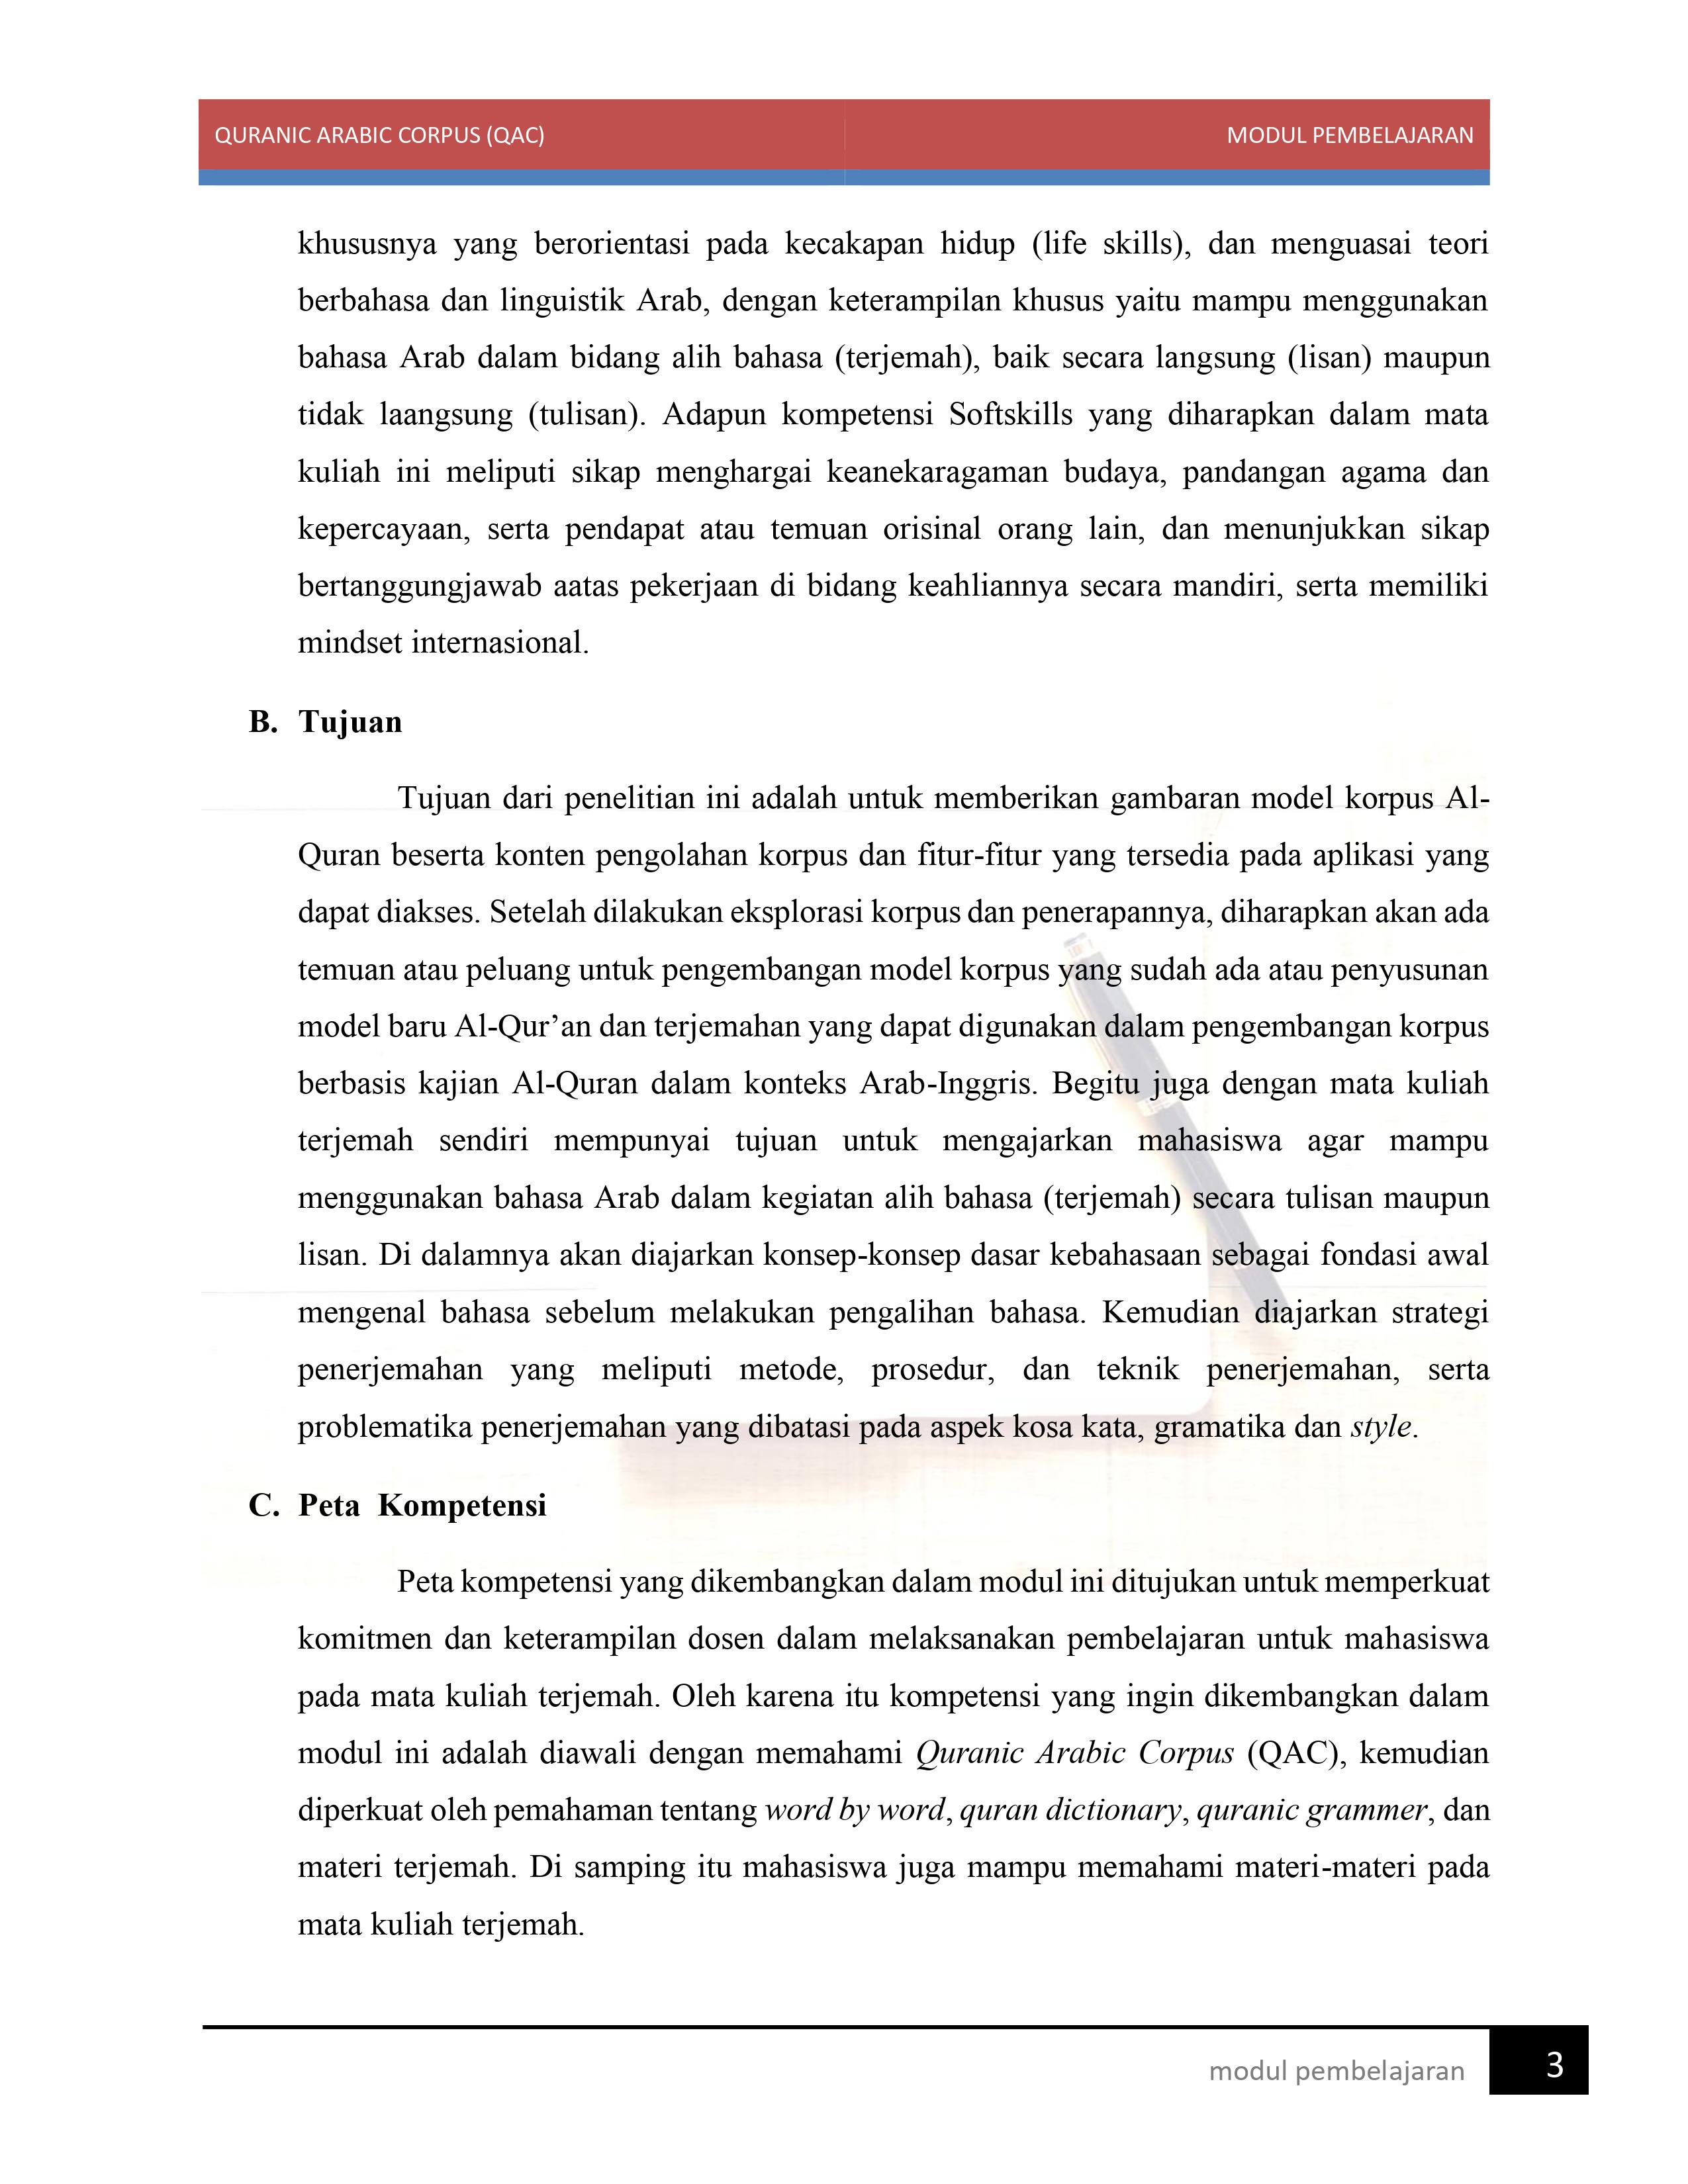 QURANIC ARABIC CORPUS (QAC) MODUL PEMBELAJARAN
khususnya yang berorientasi pada kecakapan hidup (life skills), dan menguasai teori
berbahasa dan linguistik Arab, dengan keterampilan khusus yaitu mampu menggunakan
bahasa Arab dalam bidang alih bahasa (terjemah), baik secara langsung (lisan) maupun
tidak laangsung (tulisan). Adapun kompetensi Softskills yang diharapkan dalam mata
kuliah ini meliputi sikap menghargai keanekaragaman budaya, pandangan agama dan
kepercayaan, serta pendapat atau temuan orisinal orang lain, dan menunjukkan sikap
bertanggungjawab aatas pekerjaan di bidang keahliannya secara mandiri, serta memiliki
mindset internasional.
B. Tujuan
Tujuan dari penelitian ini adalah untuk memberikan gambaran model korpus Al-
Quran beserta konten pengolahan korpus dan fitur-fitur yang tersedia pada aplikasi yang
dapat diakses. Setelah dilakukan eksplorasi korpus dan penerapannya, diharapkan akan ada
temuan atau peluang untuk pengembangan model korpus yang sudah ada atau penyusunan
model baru Al-Qur’an dan terjemahan yang dapat digunakan dalam pengembangan korpus
berbasis kajian Al-Quran dalam konteks Arab-Inggris. Begitu juga dengan mata kuliah
terjemah sendiri mempunyai tujuan untuk mengajarkan mahasiswa agar mampu
menggunakan bahasa Arab dalam kegiatan alih bahasa (terjemah) secara tulisan maupun
lisan. Di dalamnya akan diajarkan konsep-konsep dasar kebahasaan sebagai fondasi awal
mengenal bahasa sebelum melakukan pengalihan bahasa. Kemudian diajarkan strategi
penerjemahan yang meliputi metode, prosedur, dan teknik penerjemahan, serta
problematika penerjemahan yang dibatasi pada aspek kosa kata, gramatika dan style.
C. Peta Kompetensi
Peta kompetensi yang dikembangkan dalam modul ini ditujukan untuk memperkuat
komitmen dan keterampilan dosen dalam melaksanakan pembelajaran untuk mahasiswa
pada mata kuliah terjemah. Oleh karena itu kompetensi yang ingin dikembangkan dalam
modul ini adalah diawali dengan memahami Quranic Arabic Corpus (QAC), kemudian
diperkuat oleh pemahaman tentang word by word, quran dictionary, quranic grammer, dan
materi terjemah. Di samping itu mahasiswa juga mampu memahami materi-materi pada
mata kuliah terjemah.
modul pembelajaran 3